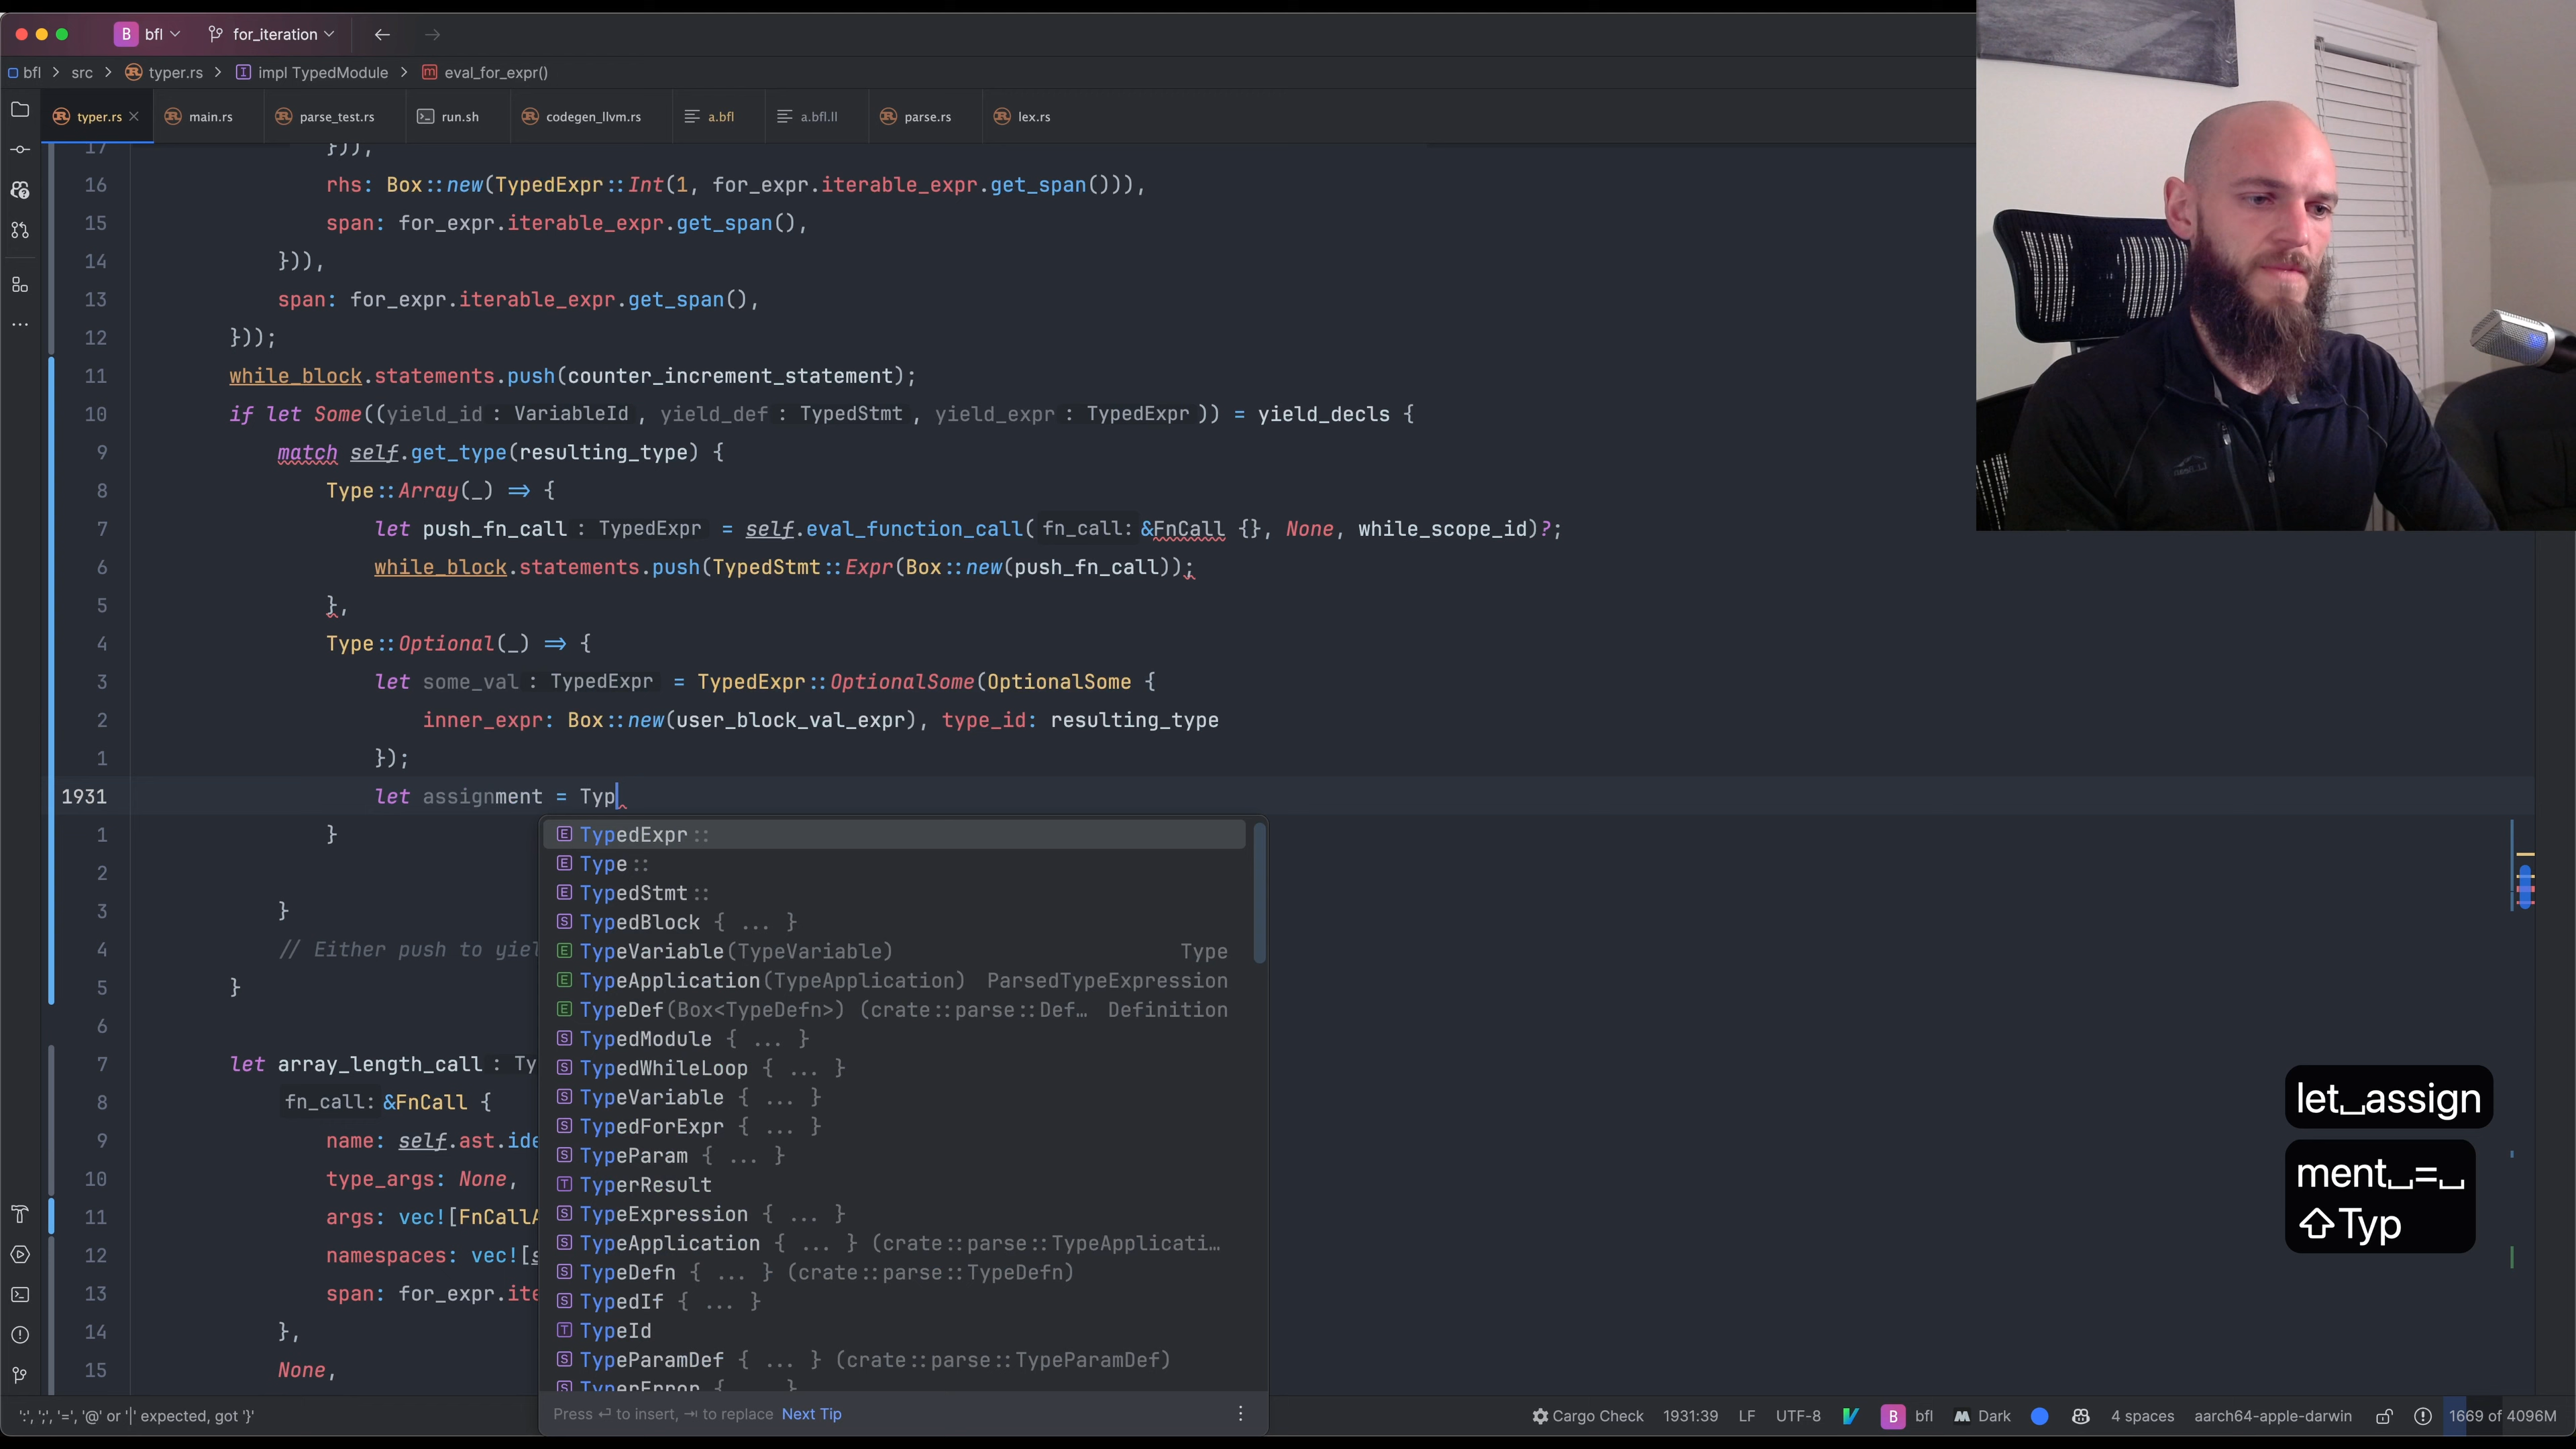 B bfl for_iteration
bfl src typer.rs impl TypedModule eval_for_expr()
typer.rs main.rs parse_test.rs run.sh codegen_llvm.rs a.bfl a.bfl.ll parse.rs lex.rs
17 })),
16 rhs: Box::new(TypedExpr::Int(1, for_expr.iterable_expr.get_span())),
15 span: for_expr.iterable_expr.get_span(),
14 })),
13 span: for_expr.iterable_expr.get_span(),
12 }));
11 while_block.statements.push(counter_increment_statement);
10 if let Some((yield_id : VariableId, yield_def : TypedStmt, yield_expr : TypedExpr)) = yield_decls {
9 match self.get_type(resulting_type) {
8 Type::Array(_) => {
7 let push_fn_call : TypedExpr = self.eval_function_call( fn_call: &FnCall {}, None, while_scope_id)?;
6 while_block.statements.push(TypedStmt::Expr(Box::new(push_fn_call));
5 },
4 Type::Optional(_) => {
3 let some_val : TypedExpr = TypedExpr::OptionalSome(OptionalSome {
2 inner_expr: Box::new(user_block_val_expr), type_id: resulting_type
1 });
1931 let assignment = Typ
1 }
2
3 }
4 // Either push to yiel
5 }
6
7 let array_length_call : Ty
8 fn_call: &FnCall {
9 name: self.ast.ide
10 type_args: None,
11 args: vec![FnCallA
12 namespaces: vec![s
13 span: for_expr.ite
14 },
15 None,
TypedExpr::
Type::
TypedStmt::
TypedBlock { ... }
TypeVariable(TypeVariable) Type
TypeApplication(TypeApplication) ParsedTypeExpression
TypeDef(Box<TypeDefn>) (crate::parse::Def… Definition
TypedModule { ... }
TypedWhileLoop { ... }
TypeVariable { ... }
TypedForExpr { ... }
TypeParam { ... }
TyperResult
TypeExpression { ... }
TypeApplication { ... } (crate::parse::TypeApplicati…
TypeDefn { ... } (crate::parse::TypeDefn)
TypedIf { ... }
TypeId
TypeParamDef { ... } (crate::parse::TypeParamDef)
TyperError { ... }
Press ↵ to insert, ⇥ to replace Next Tip
let␣assign
ment␣=␣
⇧Typ
':', ';', '=', '@' or '|' expected, got '}' Cargo Check 1931:39 LF UTF-8 B bfl Dark 4 spaces aarch64-apple-darwin 1669 of 4096M